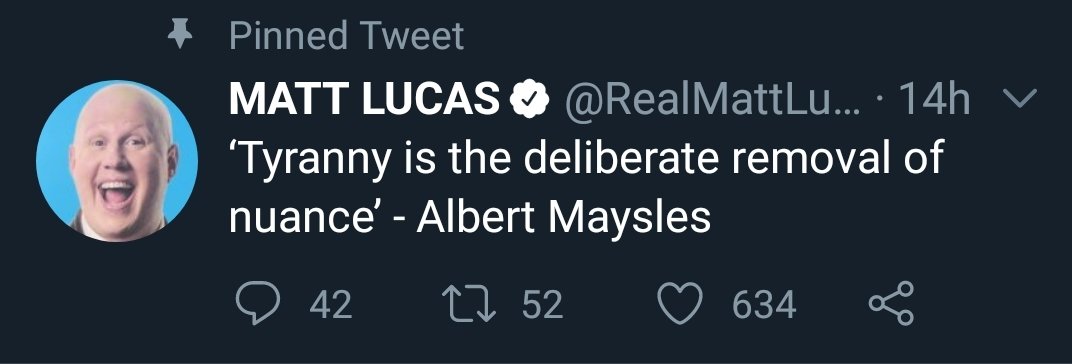 Pinned Tweet
MATT LUCAS @RealMattLu... · 14h
‘Tyranny is the deliberate removal of
nuance’ - Albert Maysles
42 52 634